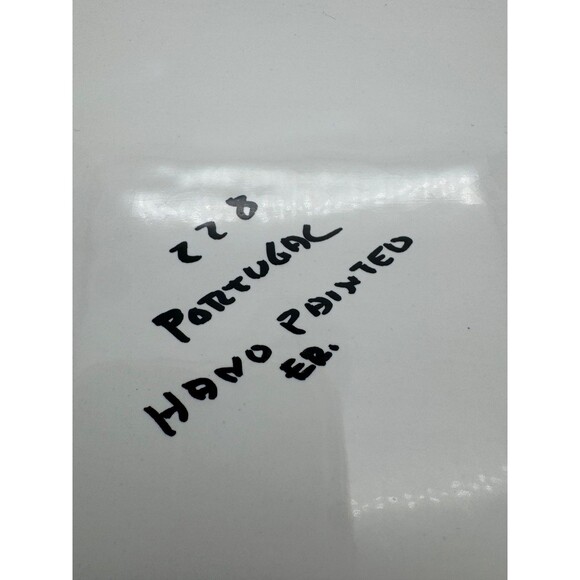 228
PORTUGAL
HAND PAINTED
ER.